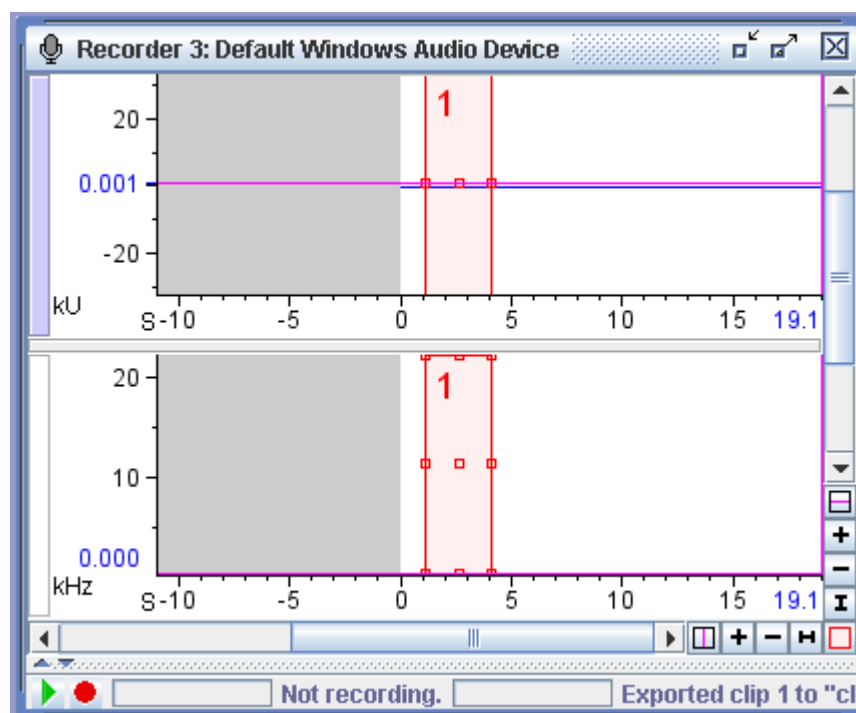 Recorder 3: Default Windows Audio Device
1
20
0.001
-20
kU
S -10 -5 0 5 10 15 19.1
1
20
10
0.000
kHz
S -10 -5 0 5 10 15 19.1
Not recording. Exported clip 1 to "cl